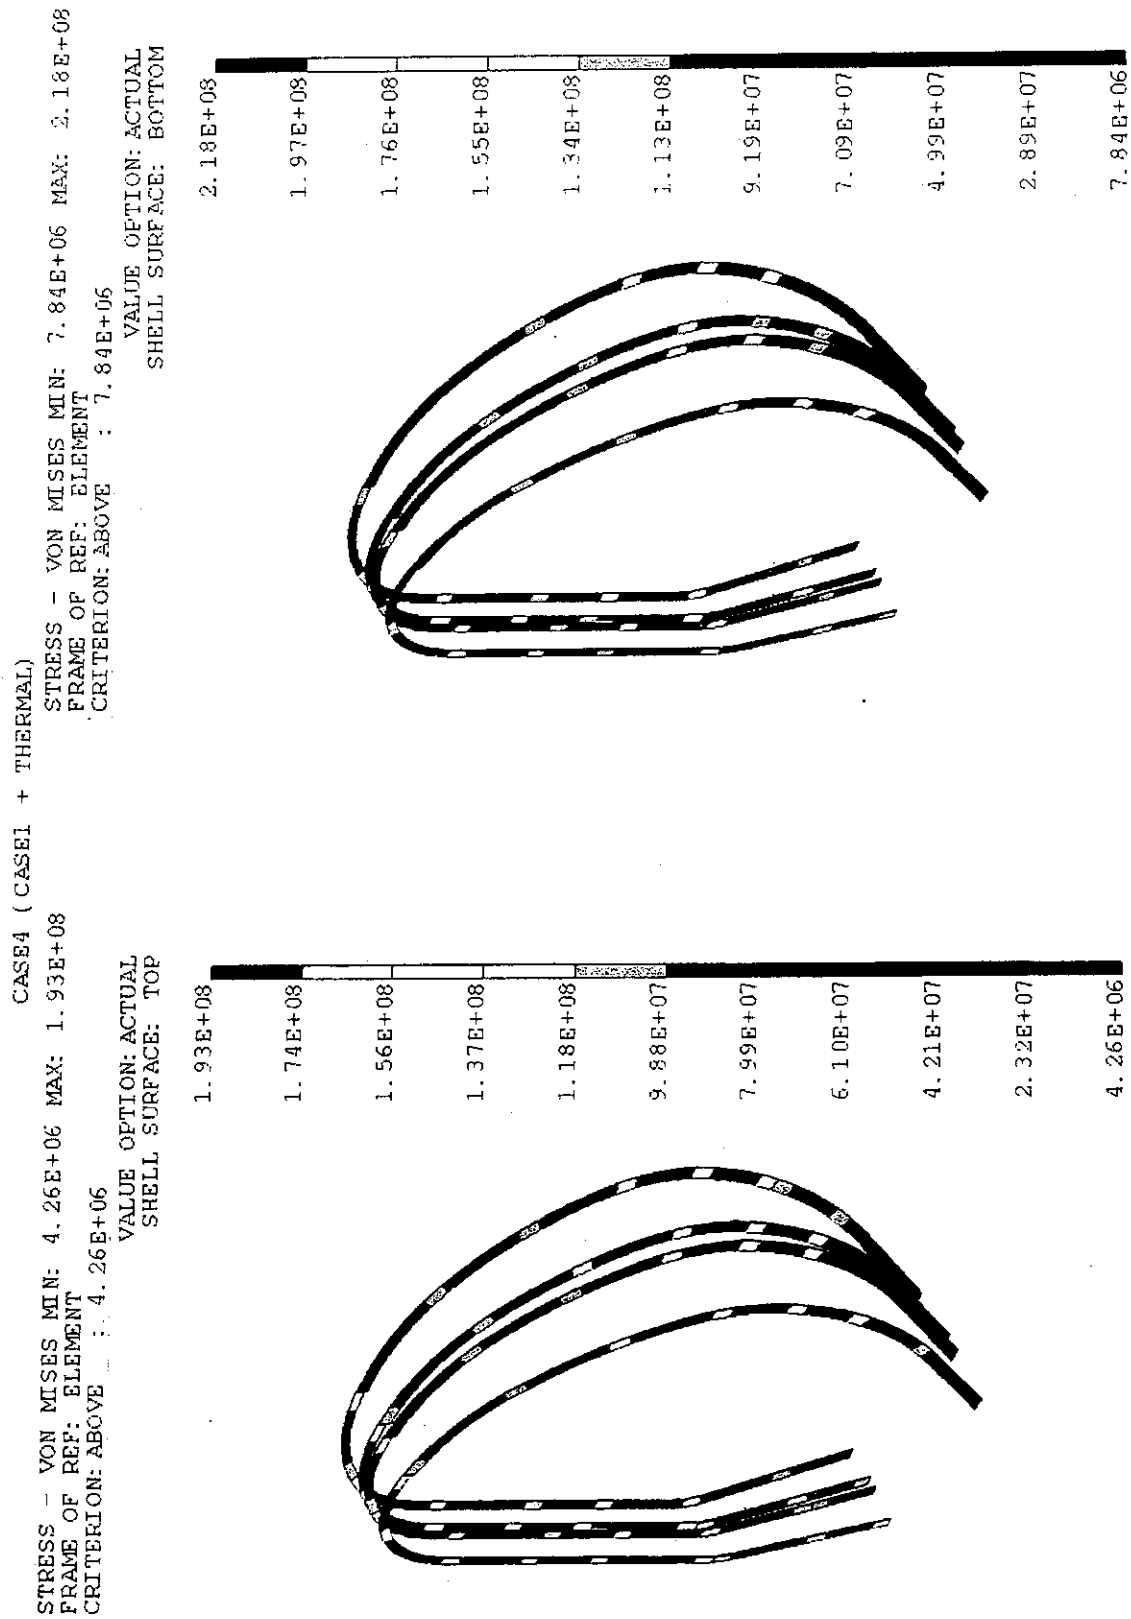 CASE4 (CASE1 + THERMAL)
STRESS - VON MISES MIN: 4.26E+06 MAX: 1.93E+08
FRAME OF REF: ELEMENT
CRITERION: ABOVE : 4.26E+06
VALUE OPTION: ACTUAL
SHELL SURFACE: TOP
1.93E+08
1.74E+08
1.56E+08
1.37E+08
1.18E+08
9.88E+07
7.99E+07
6.10E+07
4.21E+07
2.32E+07
4.26E+06
STRESS - VON MISES MIN: 7.84E+06 MAX: 2.18E+08
FRAME OF REF: ELEMENT
CRITERION: ABOVE : 7.84E+06
VALUE OPTION: ACTUAL
SHELL SURFACE: BOTTOM
2.18E+08
1.97E+08
1.76E+08
1.55E+08
1.34E+08
1.13E+08
9.19E+07
7.09E+07
4.99E+07
2.89E+07
7.84E+06